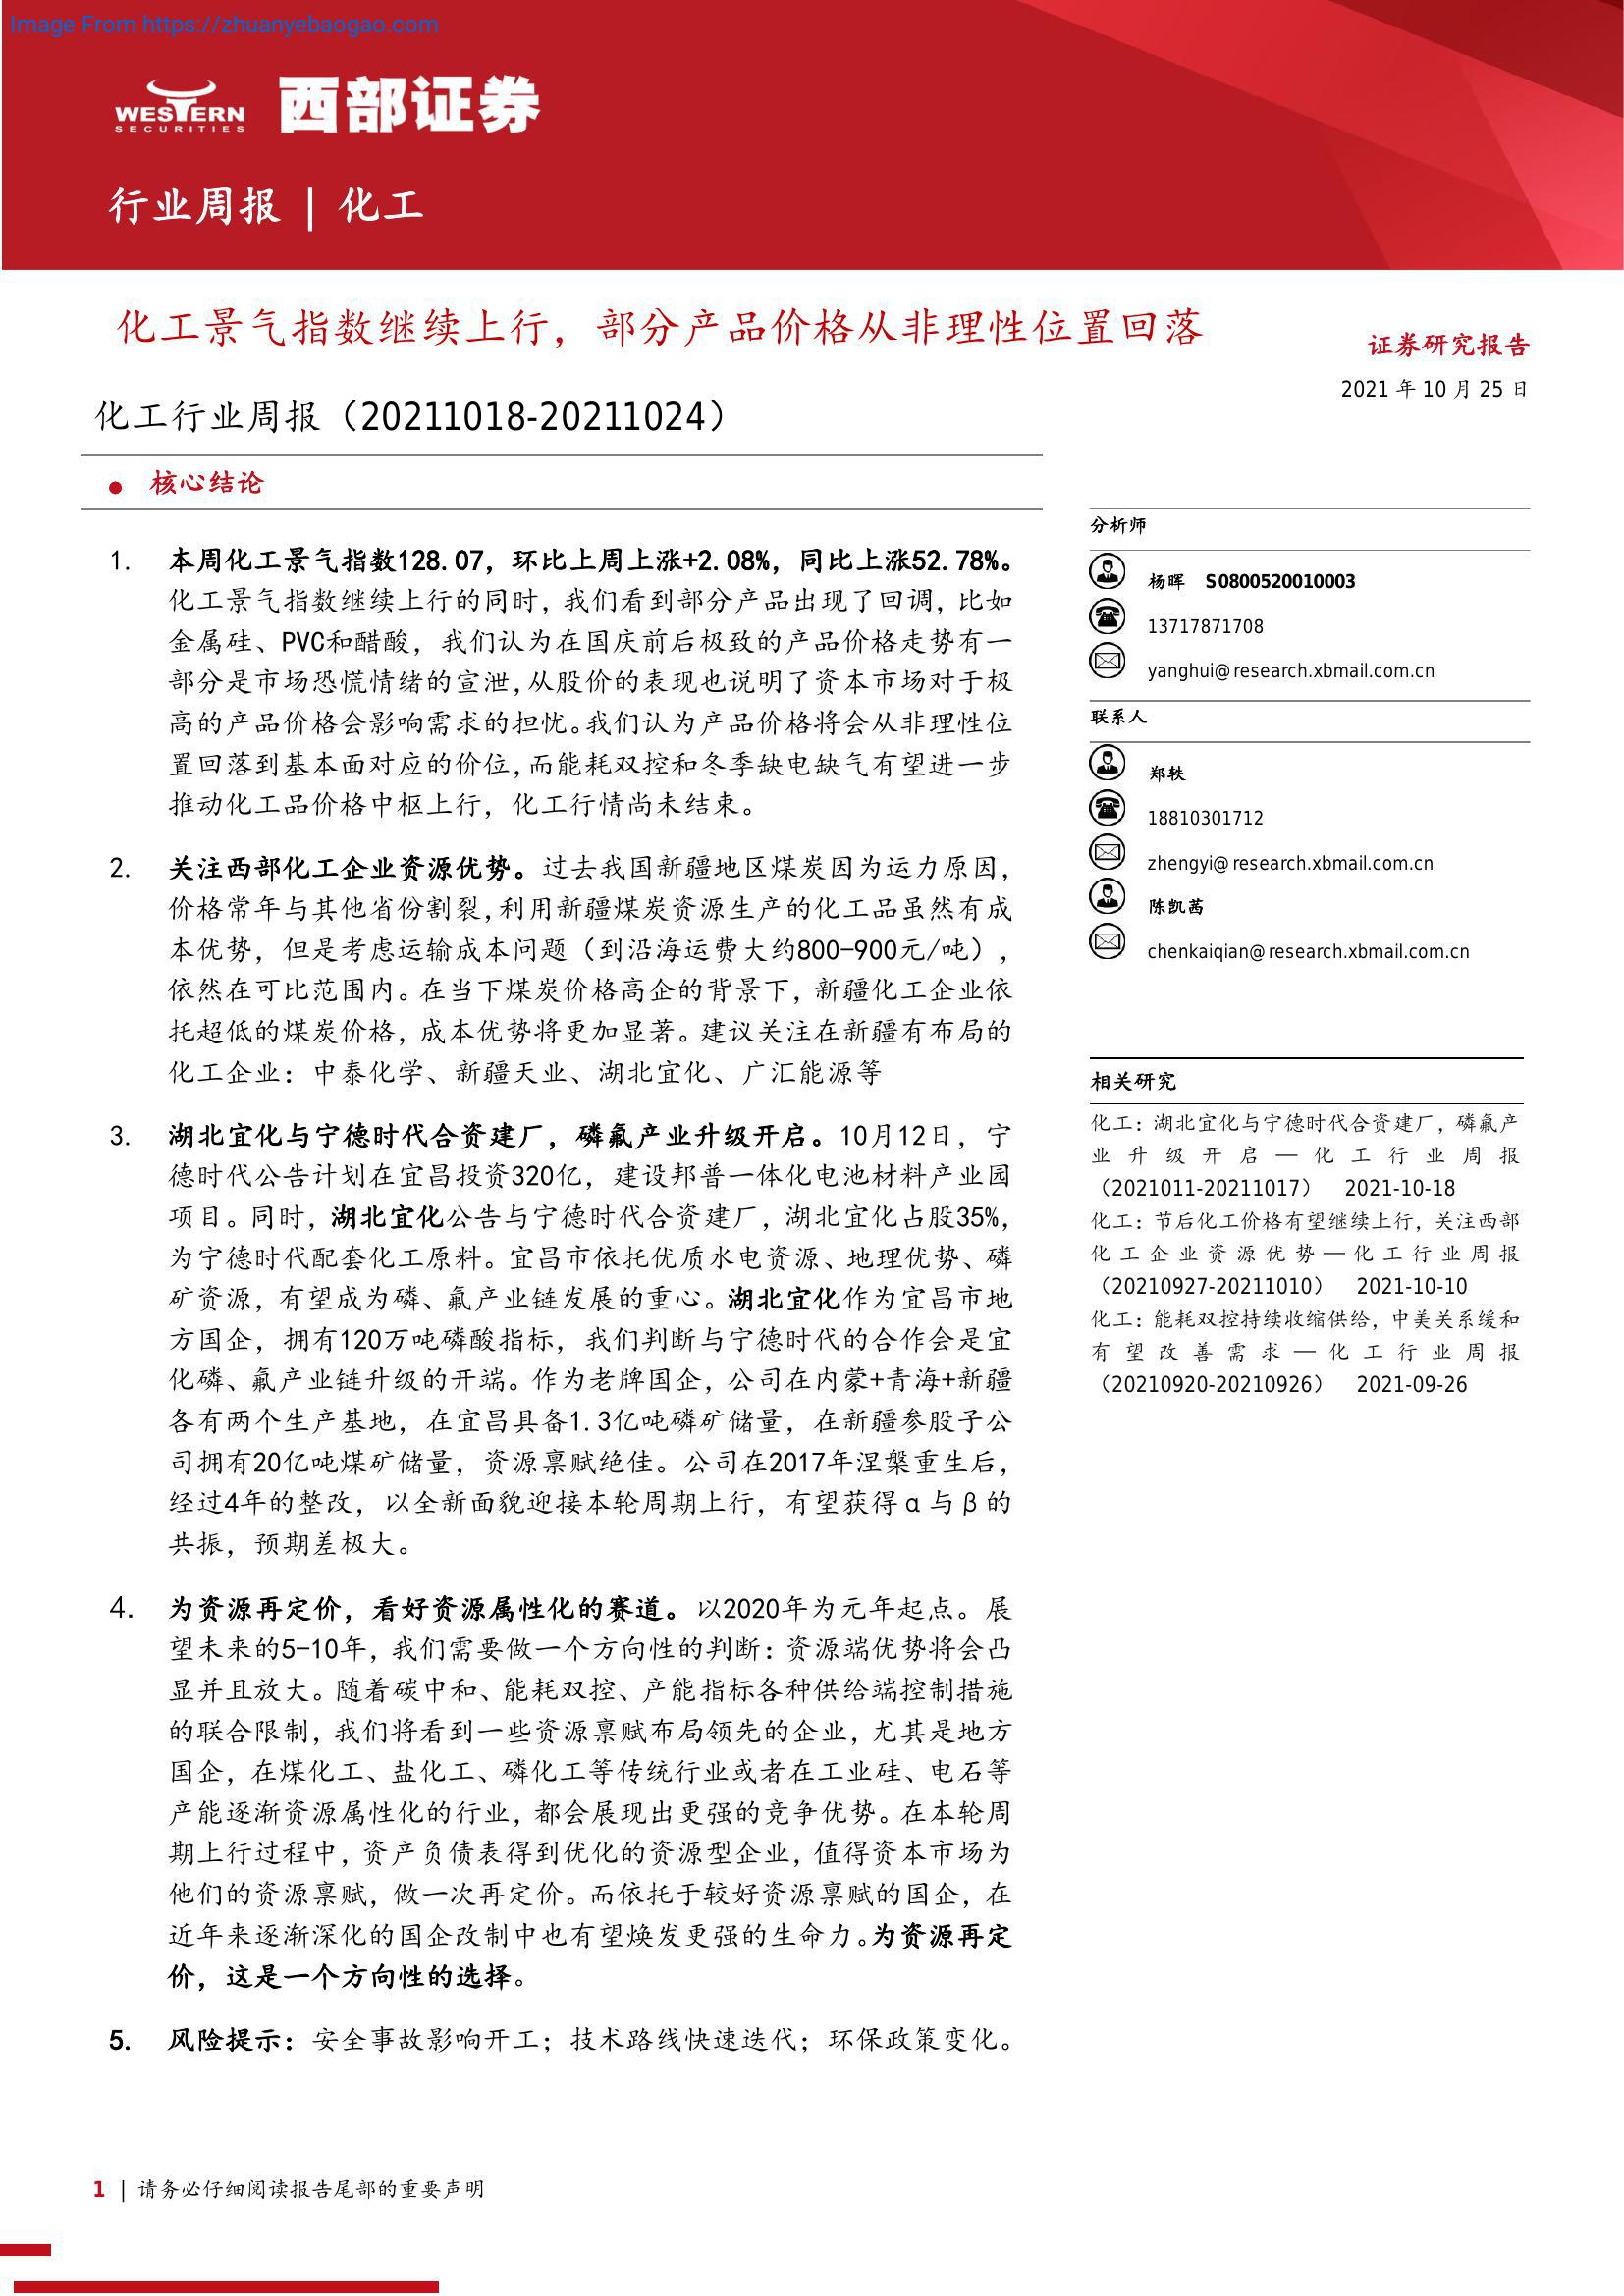 Image From https://zhuanyebaogao.com
WESTERN
SECURITIES
西部证券
行业周报 | 化工
化工景气指数继续上行，部分产品价格从非理性位置回落
证券研究报告
2021 年 10 月 25 日
化工行业周报（20211018-20211024）
● 核心结论
1. 本周化工景气指数128.07，环比上周上涨+2.08%，同比上涨52.78%。
化工景气指数继续上行的同时，我们看到部分产品出现了回调，比如
金属硅、PVC和醋酸，我们认为在国庆前后极致的产品价格走势有一
部分是市场恐慌情绪的宣泄，从股价的表现也说明了资本市场对于极
高的产品价格会影响需求的担忧。我们认为产品价格将会从非理性位
置回落到基本面对应的价位，而能耗双控和冬季缺电缺气有望进一步
推动化工品价格中枢上行，化工行情尚未结束。
2. 关注西部化工企业资源优势。过去我国新疆地区煤炭因为运力原因，
价格常年与其他省份割裂，利用新疆煤炭资源生产的化工品虽然有成
本优势，但是考虑运输成本问题（到沿海运费大约800-900元/吨），
依然在可比范围内。在当下煤炭价格高企的背景下，新疆化工企业依
托超低的煤炭价格，成本优势将更加显著。建议关注在新疆有布局的
化工企业：中泰化学、新疆天业、湖北宜化、广汇能源等
3. 湖北宜化与宁德时代合资建厂，磷氟产业升级开启。10月12日，宁
德时代公告计划在宜昌投资320亿，建设邦普一体化电池材料产业园
项目。同时，湖北宜化公告与宁德时代合资建厂，湖北宜化占股35%，
为宁德时代配套化工原料。宜昌市依托优质水电资源、地理优势、磷
矿资源，有望成为磷、氟产业链发展的重心。湖北宜化作为宜昌市地
方国企，拥有120万吨磷酸指标，我们判断与宁德时代的合作会是宜
化磷、氟产业链升级的开端。作为老牌国企，公司在内蒙+青海+新疆
各有两个生产基地，在宜昌具备1.3亿吨磷矿储量，在新疆参股子公
司拥有20亿吨煤矿储量，资源禀赋绝佳。公司在2017年涅槃重生后，
经过4年的整改，以全新面貌迎接本轮周期上行，有望获得α与β的
共振，预期差极大。
4. 为资源再定价，看好资源属性化的赛道。以2020年为元年起点。展
望未来的5-10年，我们需要做一个方向性的判断：资源端优势将会凸
显并且放大。随着碳中和、能耗双控、产能指标各种供给端控制措施
的联合限制，我们将看到一些资源禀赋布局领先的企业，尤其是地方
国企，在煤化工、盐化工、磷化工等传统行业或者在工业硅、电石等
产能逐渐资源属性化的行业，都会展现出更强的竞争优势。在本轮周
期上行过程中，资产负债表得到优化的资源型企业，值得资本市场为
他们的资源禀赋，做一次再定价。而依托于较好资源禀赋的国企，在
近年来逐渐深化的国企改制中也有望焕发更强的生命力。为资源再定
价，这是一个方向性的选择。
5. 风险提示：安全事故影响开工；技术路线快速迭代；环保政策变化。
分析师
杨晖 S0800520010003
13717871708
yanghui@research.xbmail.com.cn
联系人
郑轶
18810301712
zhengyi@research.xbmail.com.cn
陈凯茜
chenkaiqian@research.xbmail.com.cn
相关研究
化工：湖北宜化与宁德时代合资建厂，磷氟产
业升级开启—化工行业周报
（2021011-20211017） 2021-10-18
化工：节后化工价格有望继续上行，关注西部
化工企业资源优势—化工行业周报
（20210927-20211010） 2021-10-10
化工：能耗双控持续收缩供给，中美关系缓和
有望改善需求—化工行业周报
（20210920-20210926） 2021-09-26
1 | 请务必仔细阅读报告尾部的重要声明